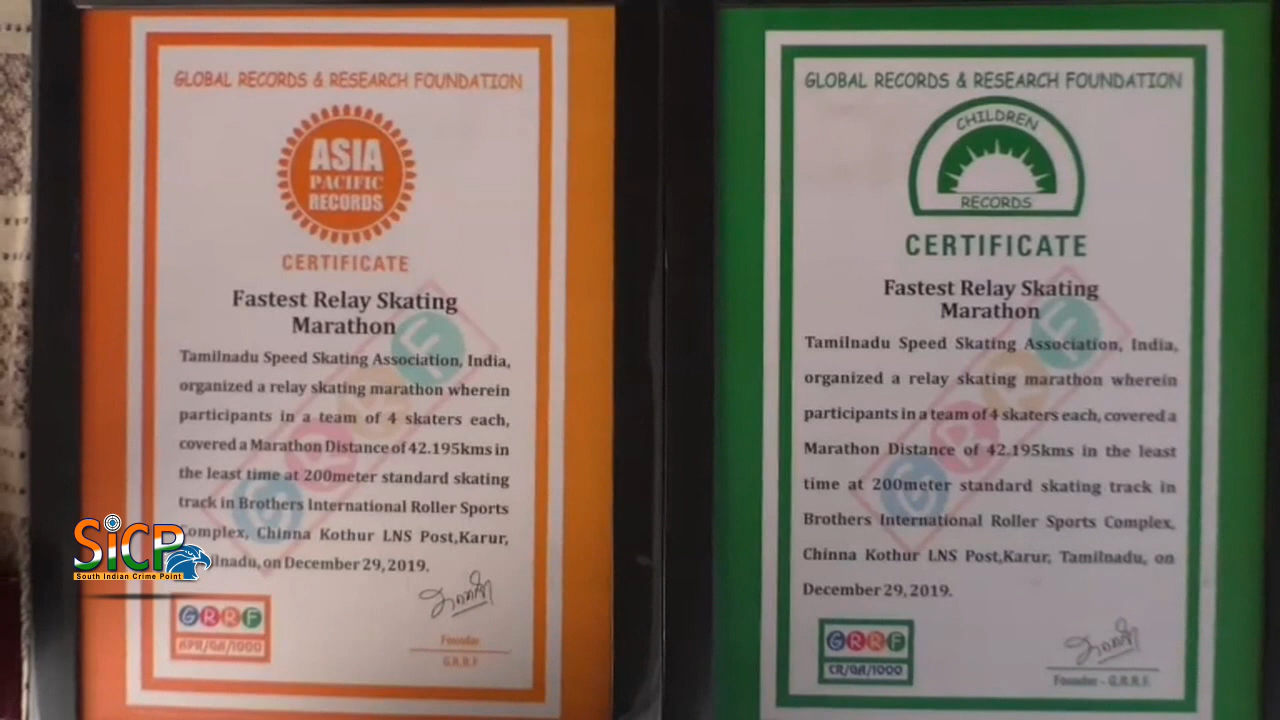 GLOBAL RECORDS & RESEARCH FOUNDATION
ASIA
PACIFIC
RECORDS
CERTIFICATE
Fastest Relay Skating
Marathon
Tamilnadu Speed Skating Association, India,
organized a relay skating marathon wherein
participants in a team of 4 skaters each,
covered a Marathon Distance of 42.195kms in
the least time at 200meter standard skating
track in Brothers International Roller Sports
Complex, Chinna Kothur LNS Post,Karur,
on December 29, 2019.
GRRF
APR/GA/1000
Founder
G.R.R.F
SiCP
South Indian Crime Point
GLOBAL RECORDS & RESEARCH FOUNDATION
CHILDREN
RECORDS
CERTIFICATE
Fastest Relay Skating
Marathon
Tamilnadu Speed Skating Association, India,
organized a relay skating marathon wherein
participants in a team of 4 skaters each, covered a
Marathon Distance of 42.195kms in the least
time at 200meter standard skating track in
Brothers International Roller Sports Complex,
Chinna Kothur LNS Post,Karur, Tamilnadu, on
December 29, 2019.
GRRF
CR/GA/1000
Founder - G.R.R.F.